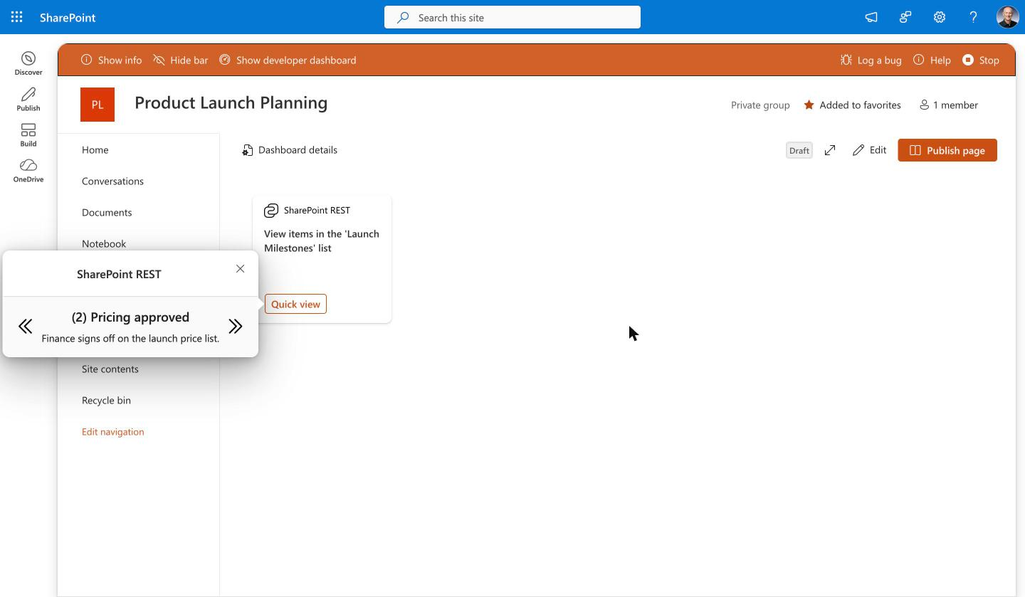 SharePoint
Search this site
Discover
Publish
Build
OneDrive
Show info
Hide bar
Show developer dashboard
Log a bug
Help
Stop
PL
Product Launch Planning
Private group
Added to favorites
1 member
Home
Conversations
Documents
Notebook
Site contents
Recycle bin
Edit navigation
Dashboard details
Draft
Edit
Publish page
SharePoint REST
View items in the 'Launch
Milestones' list
Quick view
SharePoint REST
(2) Pricing approved
Finance signs off on the launch price list.